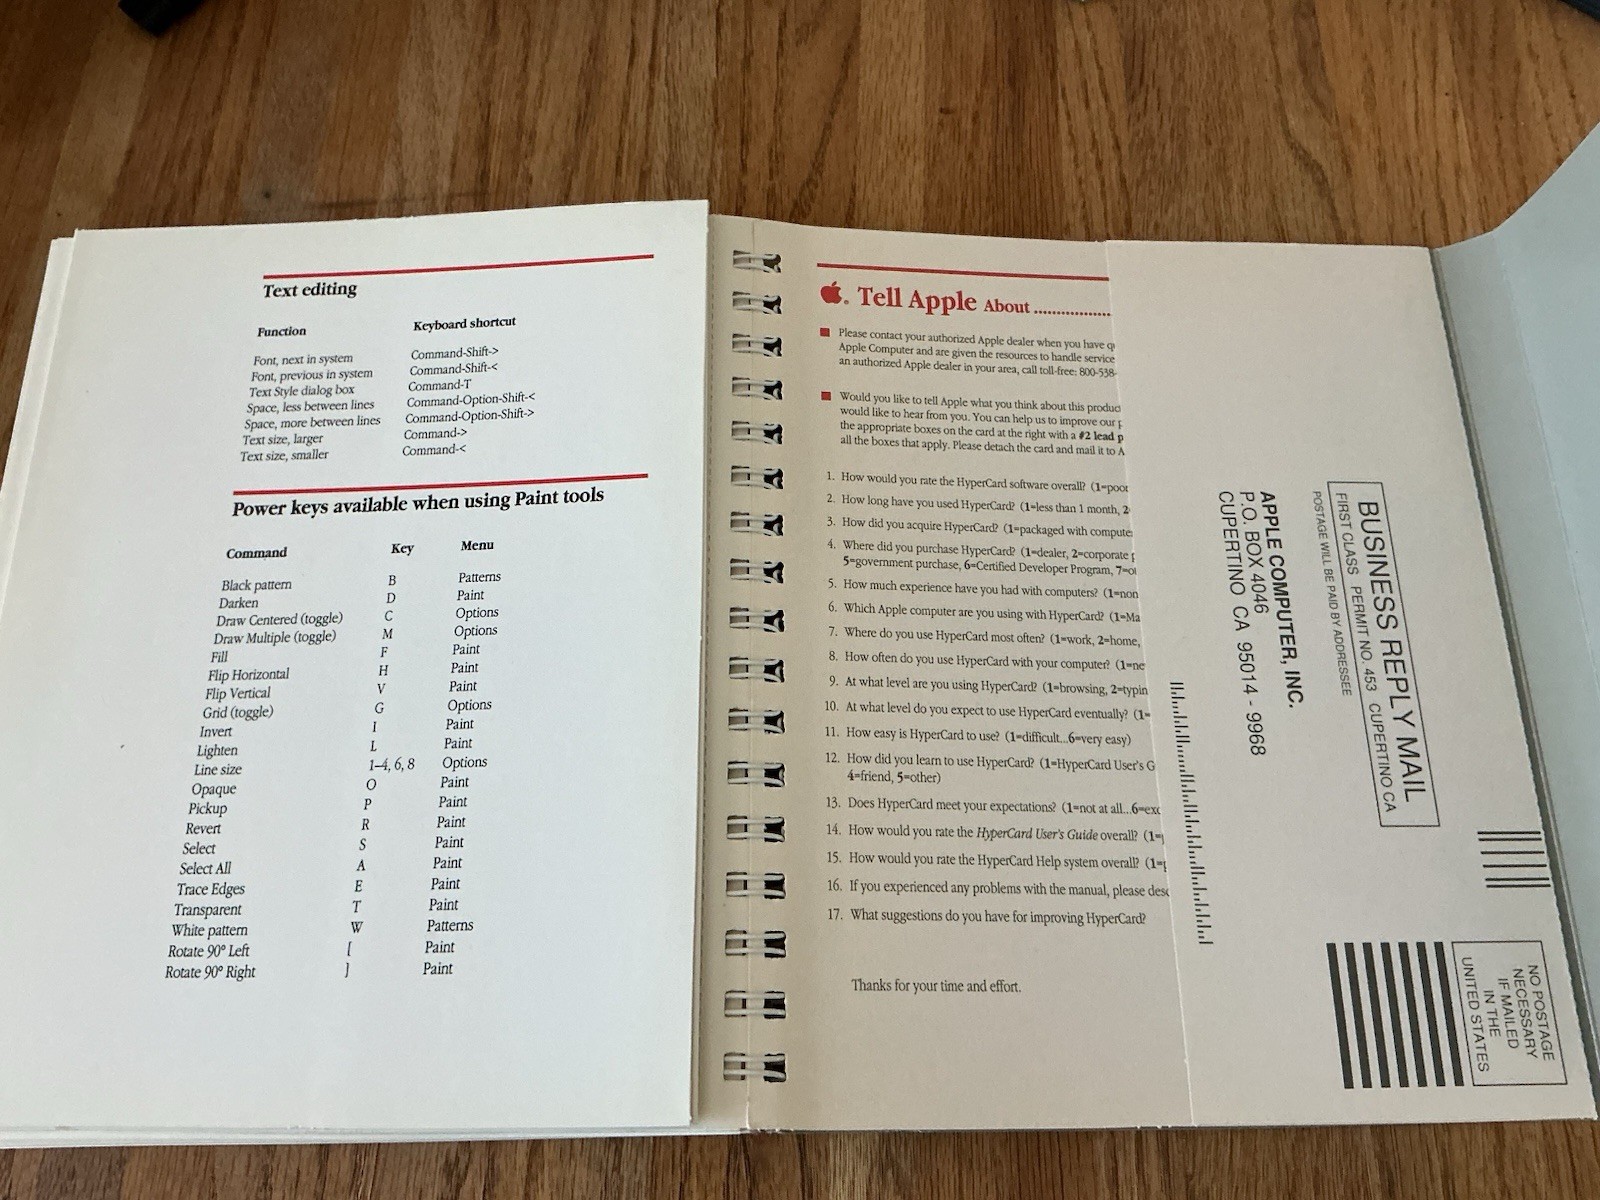 Text editing
Function Keyboard shortcut
Font, next in system Command-Shift->
Font, previous in system Command-Shift-<
Text Style dialog box Command-T
Space, less between lines Command-Option-Shift-<
Space, more between lines Command-Option-Shift->
Text size, larger Command->
Text size, smaller Command-<
Power keys available when using Paint tools
Command Key Menu
Black pattern B Patterns
Darken D Paint
Draw Centered (toggle) C Options
Draw Multiple (toggle) M Options
Fill F Paint
Flip Horizontal H Paint
Flip Vertical V Paint
Grid (toggle) G Options
Invert I Paint
Lighten L Paint
Line size 1–4, 6, 8 Options
Opaque O Paint
Pickup P Paint
Revert R Paint
Select S Paint
Select All A Paint
Trace Edges E Paint
Transparent T Paint
White pattern W Patterns
Rotate 90° Left [ Paint
Rotate 90° Right ] Paint
Tell Apple About ..................
■ Please contact your authorized Apple dealer when you have
Apple Computer and are given the resources to handle service
an authorized Apple dealer in your area, call toll-free: 800-538-
■ Would you like to tell Apple what you think about this
would like to hear from you. You can help us to improve our
the appropriate boxes on the card at the right with a #2 lead
all the boxes that apply. Please detach the card and mail it to
1. How would you rate the HyperCard software overall? (1=poor
2. How long have you used HyperCard? (1=less than 1 month,
3. How did you acquire HyperCard? (1=packaged with
4. Where did you purchase HyperCard? (1=dealer, 2=corporate
5=government purchase, 6=Certified Developer Program,
5. How much experience have you had with computers?
6. Which Apple computer are you using with HyperCard?
7. Where do you use HyperCard most often? (1=work, 2=home,
8. How often do you use HyperCard with your computer?
9. At what level are you using HyperCard? (1=browsing,
10. At what level do you expect to use HyperCard eventually? (1=
11. How easy is HyperCard to use? (1=difficult...6=very easy)
12. How did you learn to use HyperCard? (1=HyperCard User's
4=friend, 5=other)
13. Does HyperCard meet your expectations? (1=not at all...
14. How would you rate the HyperCard User's Guide overall?
15. How would you rate the HyperCard Help system overall?
16. If you experienced any problems with the manual, please
17. What suggestions do you have for improving HyperCard?
Thanks for your time and effort.
BUSINESS REPLY MAIL
FIRST CLASS PERMIT NO. 453 CUPERTINO CA
POSTAGE WILL BE PAID BY ADDRESSEE
APPLE COMPUTER, INC.
P.O. BOX 4046
CUPERTINO CA 95014 - 9968
NO POSTAGE
NECESSARY
IF MAILED
IN THE
UNITED STATES